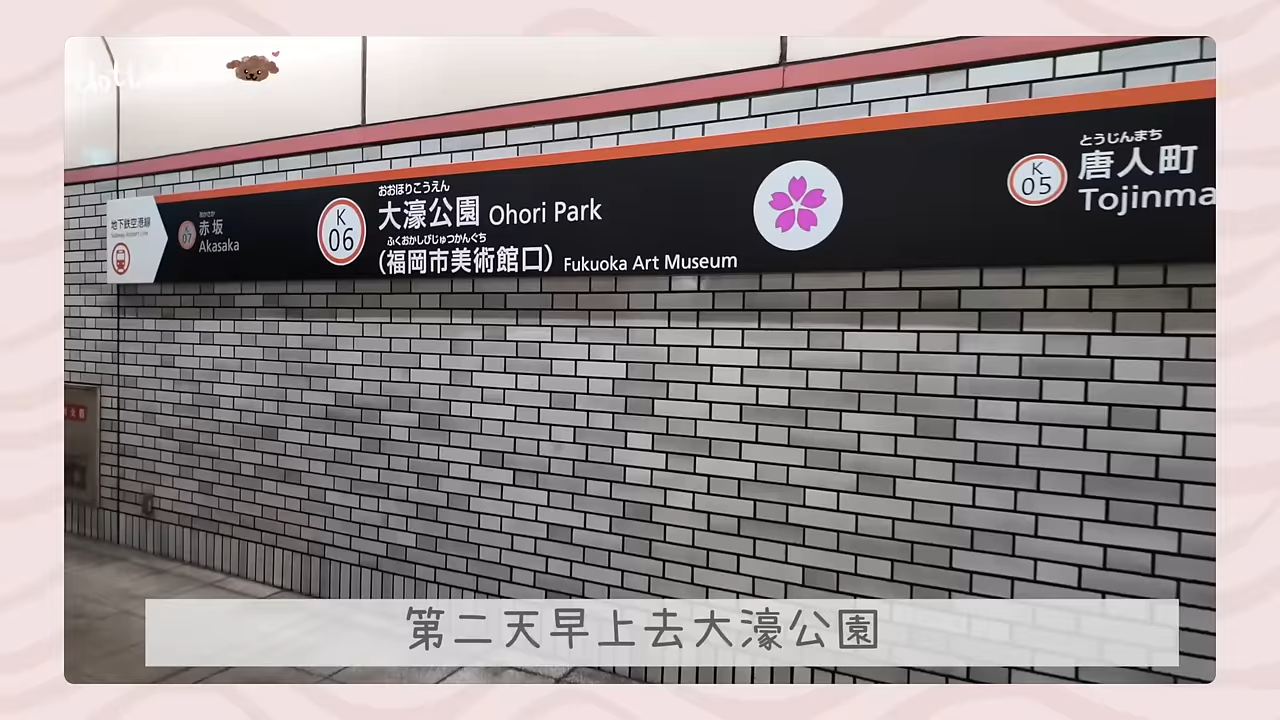 地下鉄空港線
Subway Airport Line
07
あかさか
赤坂
Akasaka
K
06
おおほりこうえん
大濠公園 Ohori Park
ふくおかしびじゅつかんぐち
(福岡市美術館口) Fukuoka Art Museum
K
05
とうじんまち
唐人町
Tojinma
第二天早上去大濠公園